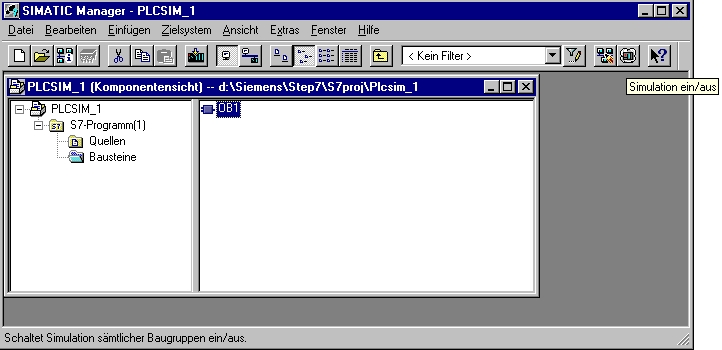 SIMATIC Manager - PLCSIM_1
Datei Bearbeiten Einfügen Zielsystem Ansicht Extras Fenster Hilfe
< Kein Filter >
Simulation ein/aus
PLCSIM_1 (Komponentensicht) -- d:\Siemens\Step7\S7proj\Plcsim_1
PLCSIM_1
OB1
S7-Programm(1)
Quellen
Bausteine
Schaltet Simulation sämtlicher Baugruppen ein/aus.